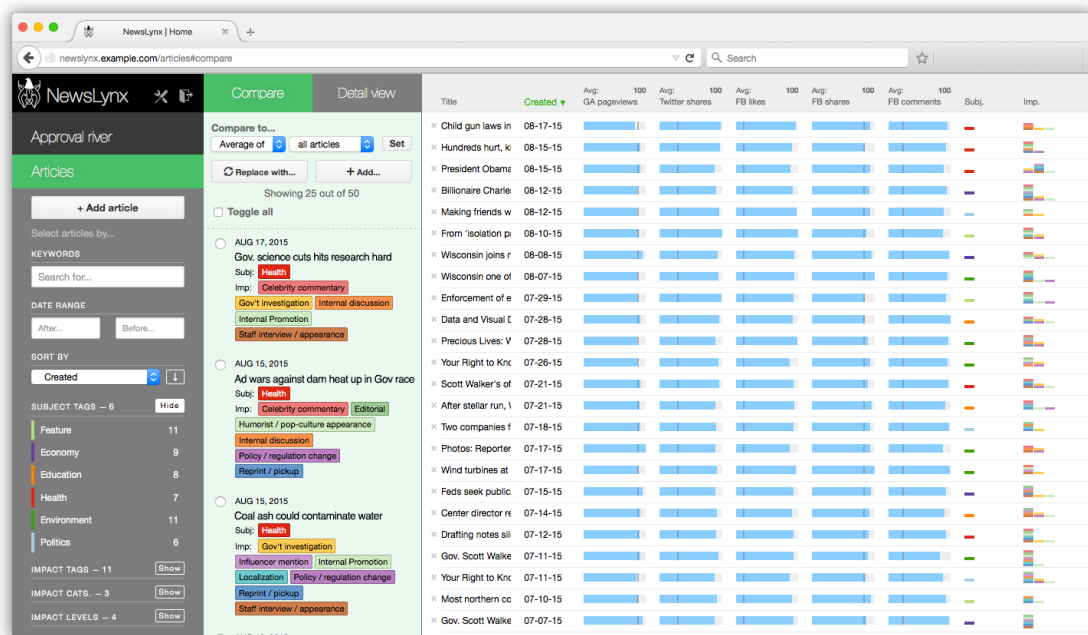 NewsLynx | Home
newslynx.example.com/articles#compare
Search
NewsLynx
Approval river
Articles
+ Add article
Select articles by...
KEYWORDS
Search for...
DATE RANGE
After...
Before...
SORT BY
Created
SUBJECT TAGS — 6
Hide
Feature 11
Economy 9
Education 8
Health 7
Environment 11
Politics 6
IMPACT TAGS — 11
Show
IMPACT CATS. — 3
Show
IMPACT LEVELS — 4
Show
Compare
Detail view
Compare to...
Average of
all articles
Set
Replace with...
+ Add...
Showing 25 out of 50
Toggle all
AUG 17, 2015
Gov. science cuts hits research hard
Subj: Health
Imp: Celebrity commentary
Gov't investigation Internal discussion
Internal Promotion
Staff interview / appearance
AUG 15, 2015
Ad wars against dam heat up in Gov race
Subj: Health
Imp: Celebrity commentary Editorial
Humorist / pop-culture appearance
Internal discussion
Policy / regulation change
Reprint / pickup
AUG 15, 2015
Coal ash could contaminate water
Subj: Health
Imp: Gov't investigation
Influencer mention Internal Promotion
Localization Policy / regulation change
Reprint / pickup
Staff interview / appearance
Avg: 100 Avg: 100 Avg: 100 Avg: 100 Avg: 100
Title Created ▼ GA pageviews Twitter shares FB likes FB shares FB comments Subj. Imp.
× Child gun laws in 08-17-15
× Hundreds hurt, ki 08-15-15
× President Obama 08-15-15
× Billionaire Charles 08-12-15
× Making friends w 08-12-15
× From 'isolation pa 08-10-15
× Wisconsin joins n 08-08-15
× Wisconsin one of 08-07-15
× Enforcement of e 07-29-15
× Data and Visual D 07-28-15
× Precious Lives: W 07-28-15
× Your Right to Kno 07-26-15
× Scott Walker's of 07-21-15
× After stellar run, W 07-21-15
× Two companies f 07-18-15
× Photos: Reporter 07-17-15
× Wind turbines at 07-17-15
× Feds seek public 07-15-15
× Center director re 07-14-15
× Drafting notes sil 07-12-15
× Gov. Scott Walke 07-11-15
× Your Right to Kno 07-11-15
× Most northern co 07-10-15
× Gov. Scott Walke 07-07-15